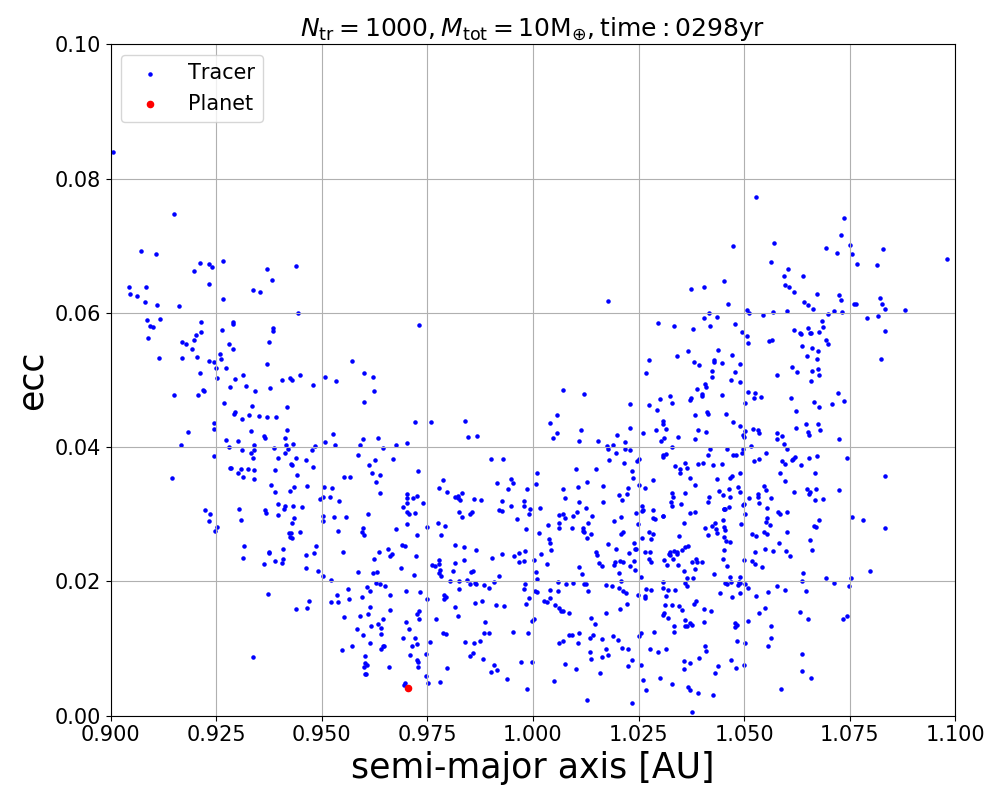 N_tr = 1000, M_tot = 10M_⊕, time : 0298yr
Tracer
Planet
0.10
0.08
0.06
0.04
0.02
0.00
ecc
0.900 0.925 0.950 0.975 1.000 1.025 1.050 1.075 1.100
semi-major axis [AU]